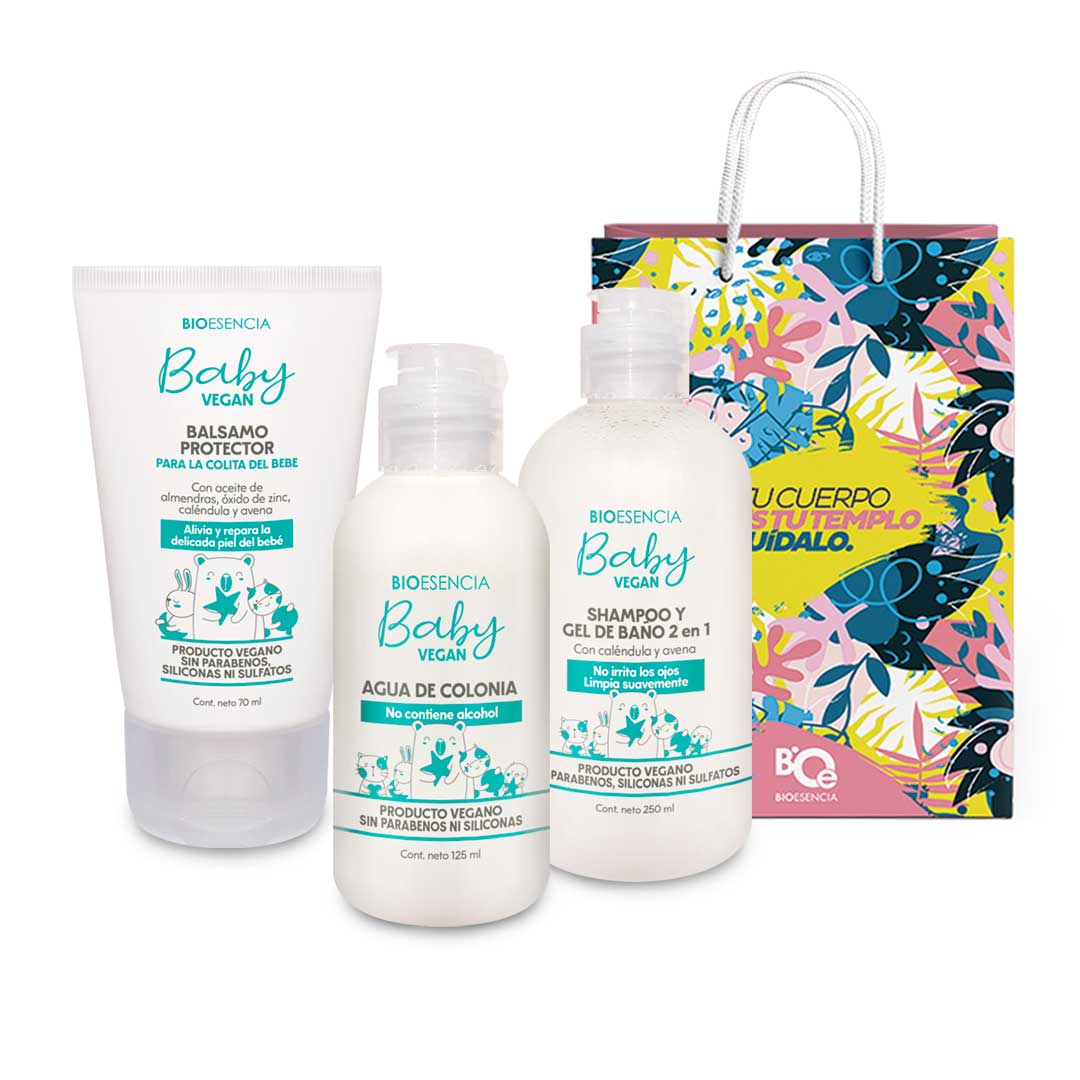 BIOESENCIA
Baby
VEGAN
BALSAMO
PROTECTOR
PARA LA COLITA DEL BEBE
Con aceite de
almendras, óxido de zinc,
caléndula y avena
Alivia y repara la
delicada piel del bebé
PRODUCTO VEGANO
SIN PARABENOS,
SILICONAS NI SULFATOS
Cont. neto 70 ml
BIOESENCIA
Baby
VEGAN
AGUA DE COLONIA
No contiene alcohol
PRODUCTO VEGANO
SIN PARABENOS NI SILICONAS
Cont. neto 125 ml
BIOESENCIA
Baby
VEGAN
SHAMPOO Y
GEL DE BAÑO 2 en 1
Con caléndula y avena
No irrita los ojos
Limpia suavemente
PRODUCTO VEGANO
PARABENOS, SILICONAS NI SULFATOS
Cont. neto 250 ml
U CUERPO
S TU TEMPLO
UÍDALO.
BOe
BIOESENCIA